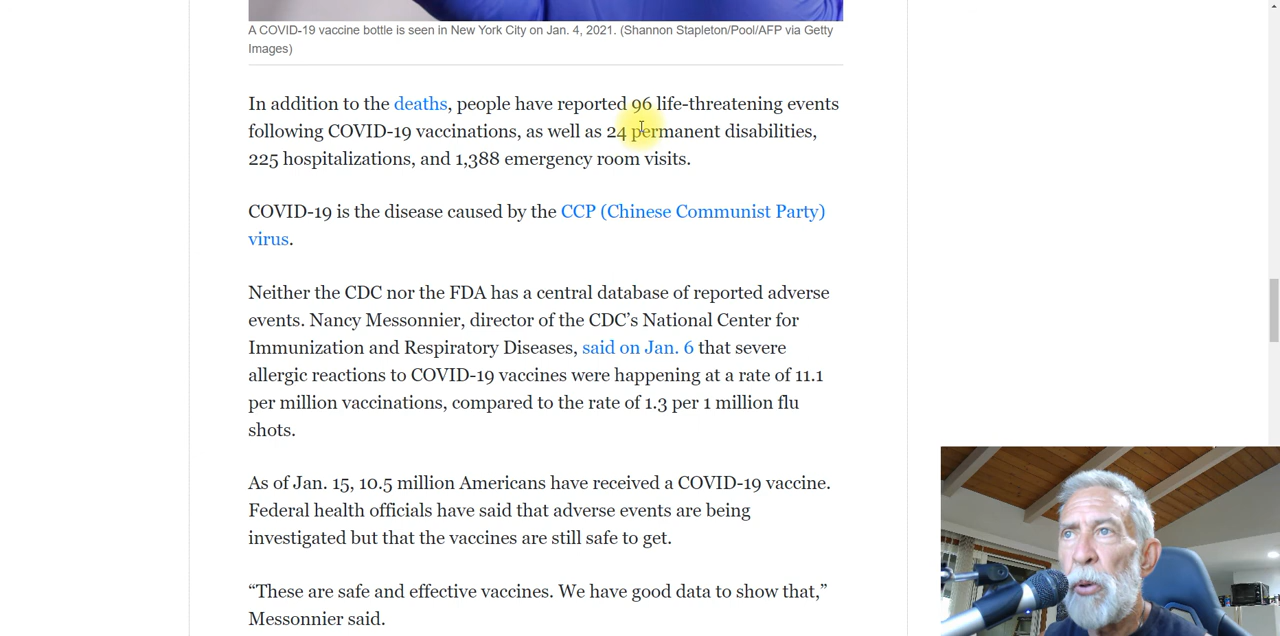 A COVID-19 vaccine bottle is seen in New York City on Jan. 4, 2021. (Shannon Stapleton/Pool/AFP via Getty
Images)
In addition to the deaths, people have reported 96 life-threatening events
following COVID-19 vaccinations, as well as 24 permanent disabilities,
225 hospitalizations, and 1,388 emergency room visits.
COVID-19 is the disease caused by the CCP (Chinese Communist Party)
virus.
Neither the CDC nor the FDA has a central database of reported adverse
events. Nancy Messonnier, director of the CDC’s National Center for
Immunization and Respiratory Diseases, said on Jan. 6 that severe
allergic reactions to COVID-19 vaccines were happening at a rate of 11.1
per million vaccinations, compared to the rate of 1.3 per 1 million flu
shots.
As of Jan. 15, 10.5 million Americans have received a COVID-19 vaccine.
Federal health officials have said that adverse events are being
investigated but that the vaccines are still safe to get.
“These are safe and effective vaccines. We have good data to show that,”
Messonnier said.